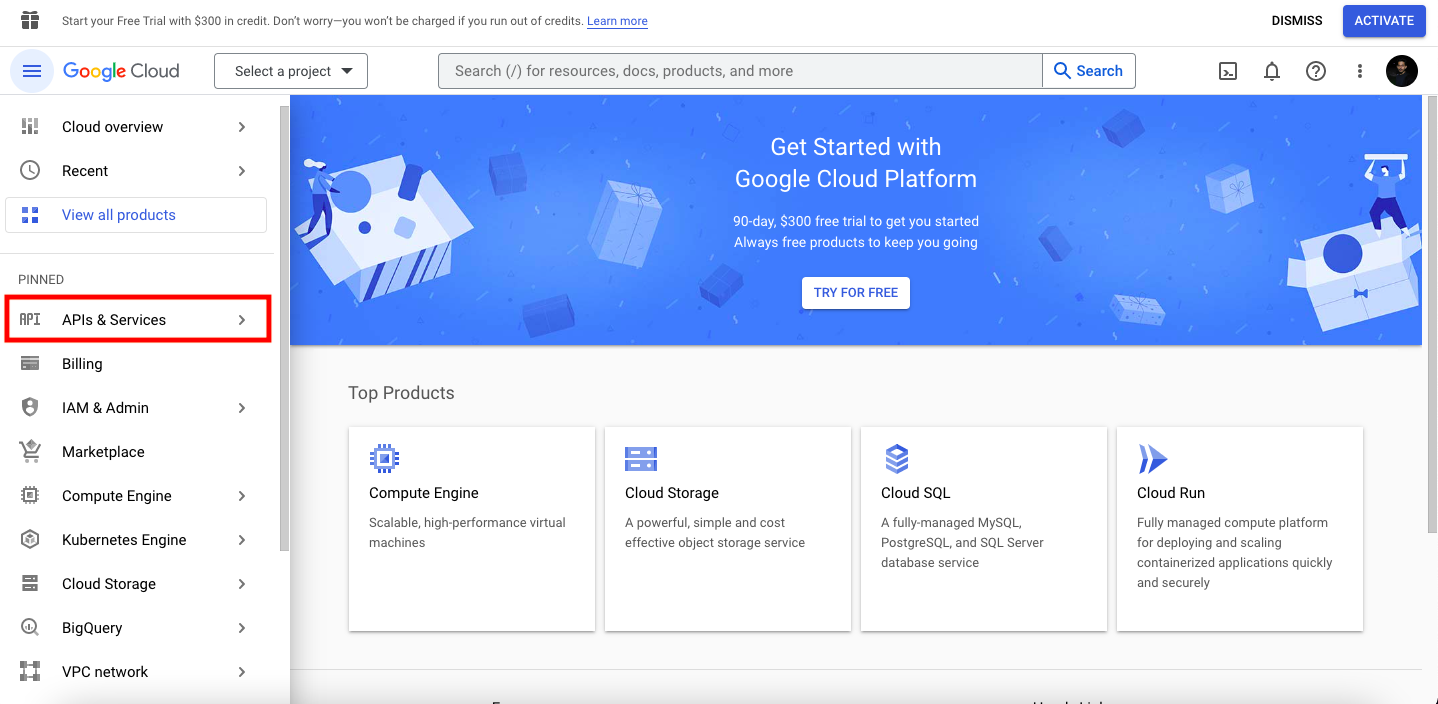 Start your Free Trial with $300 in credit. Don’t worry—you won’t be charged if you run out of credits. Learn more
DISMISS
ACTIVATE
Google Cloud
Select a project
Search (/) for resources, docs, products, and more
Search
Cloud overview
Recent
View all products
PINNED
API APIs & Services
Billing
IAM & Admin
Marketplace
Compute Engine
Kubernetes Engine
Cloud Storage
BigQuery
VPC network
Get Started with
Google Cloud Platform
90-day, $300 free trial to get you started
Always free products to keep you going
TRY FOR FREE
Top Products
Compute Engine
Scalable, high-performance virtual
machines
Cloud Storage
A powerful, simple and cost
effective object storage service
Cloud SQL
A fully-managed MySQL,
PostgreSQL, and SQL Server
database service
Cloud Run
Fully managed compute platform
for deploying and scaling
containerized applications quickly
and securely